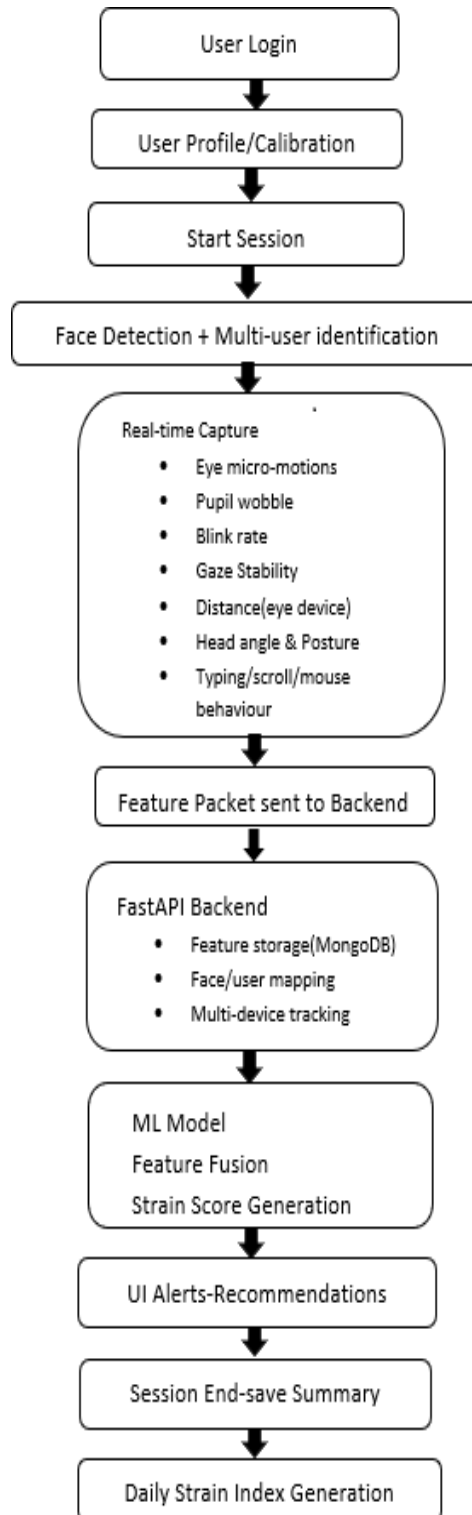 User Login
User Profile/Calibration
Start Session
Face Detection + Multi-user identification
Real-time Capture
• Eye micro-motions
• Pupil wobble
• Blink rate
• Gaze Stability
• Distance(eye device)
• Head angle & Posture
• Typing/scroll/mouse
behaviour
Feature Packet sent to Backend
FastAPI Backend
• Feature storage(MongoDB)
• Face/user mapping
• Multi-device tracking
ML Model
Feature Fusion
Strain Score Generation
UI Alerts-Recommendations
Session End-save Summary
Daily Strain Index Generation